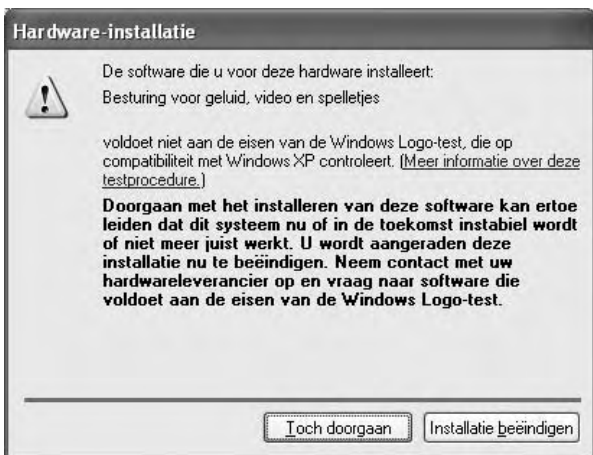 Hardware-installatie
De software die u voor deze hardware installeert:
Besturing voor geluid, video en spelletjes
voldoet niet aan de eisen van de Windows Logo-test, die op
compatibiliteit met Windows XP controleert. (Meer informatie over deze
testprocedure.)
Doorgaan met het installeren van deze software kan ertoe
leiden dat dit systeem nu of in de toekomst instabiel wordt
of niet meer juist werkt. U wordt aangeraden deze
installatie nu te beëindigen. Neem contact met uw
hardwareleverancier op en vraag naar software die
voldoet aan de eisen van de Windows Logo-test.
Toch doorgaan
Installatie beëindigen